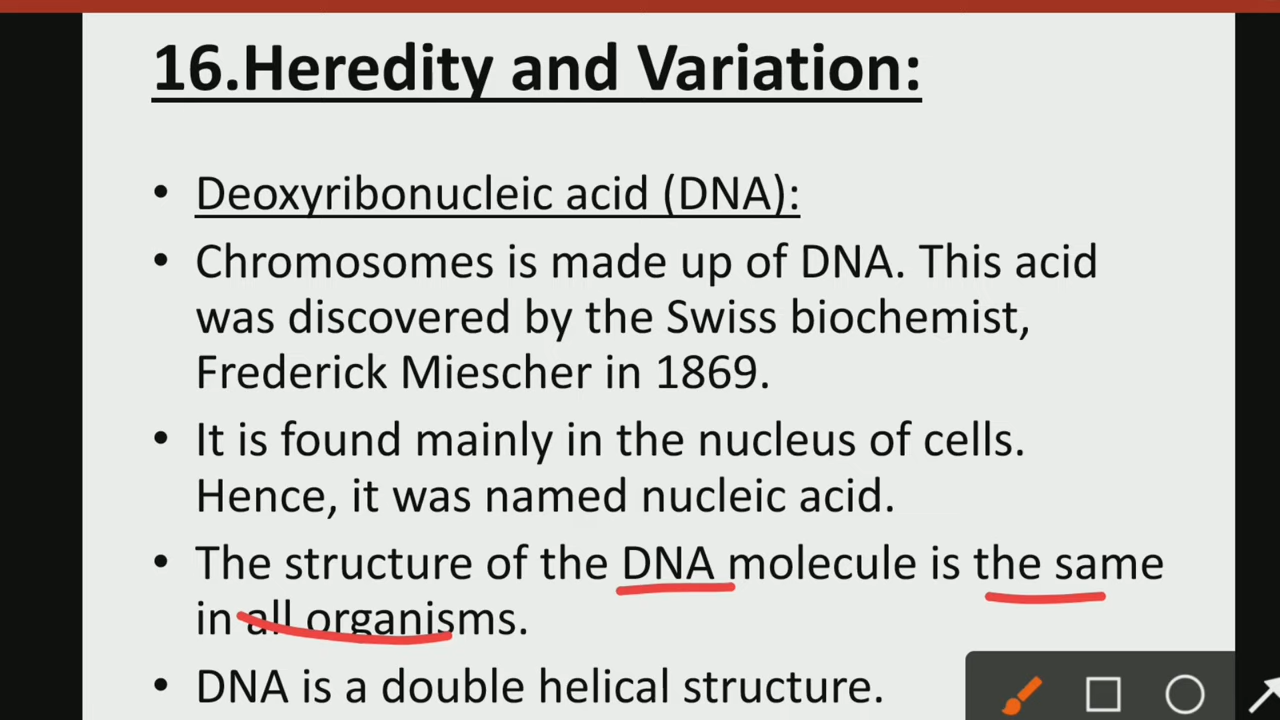 16.Heredity and Variation:
• Deoxyribonucleic acid (DNA):
• Chromosomes is made up of DNA. This acid
was discovered by the Swiss biochemist,
Frederick Miescher in 1869.
• It is found mainly in the nucleus of cells.
Hence, it was named nucleic acid.
• The structure of the DNA molecule is the same
in all organisms.
• DNA is a double helical structure.